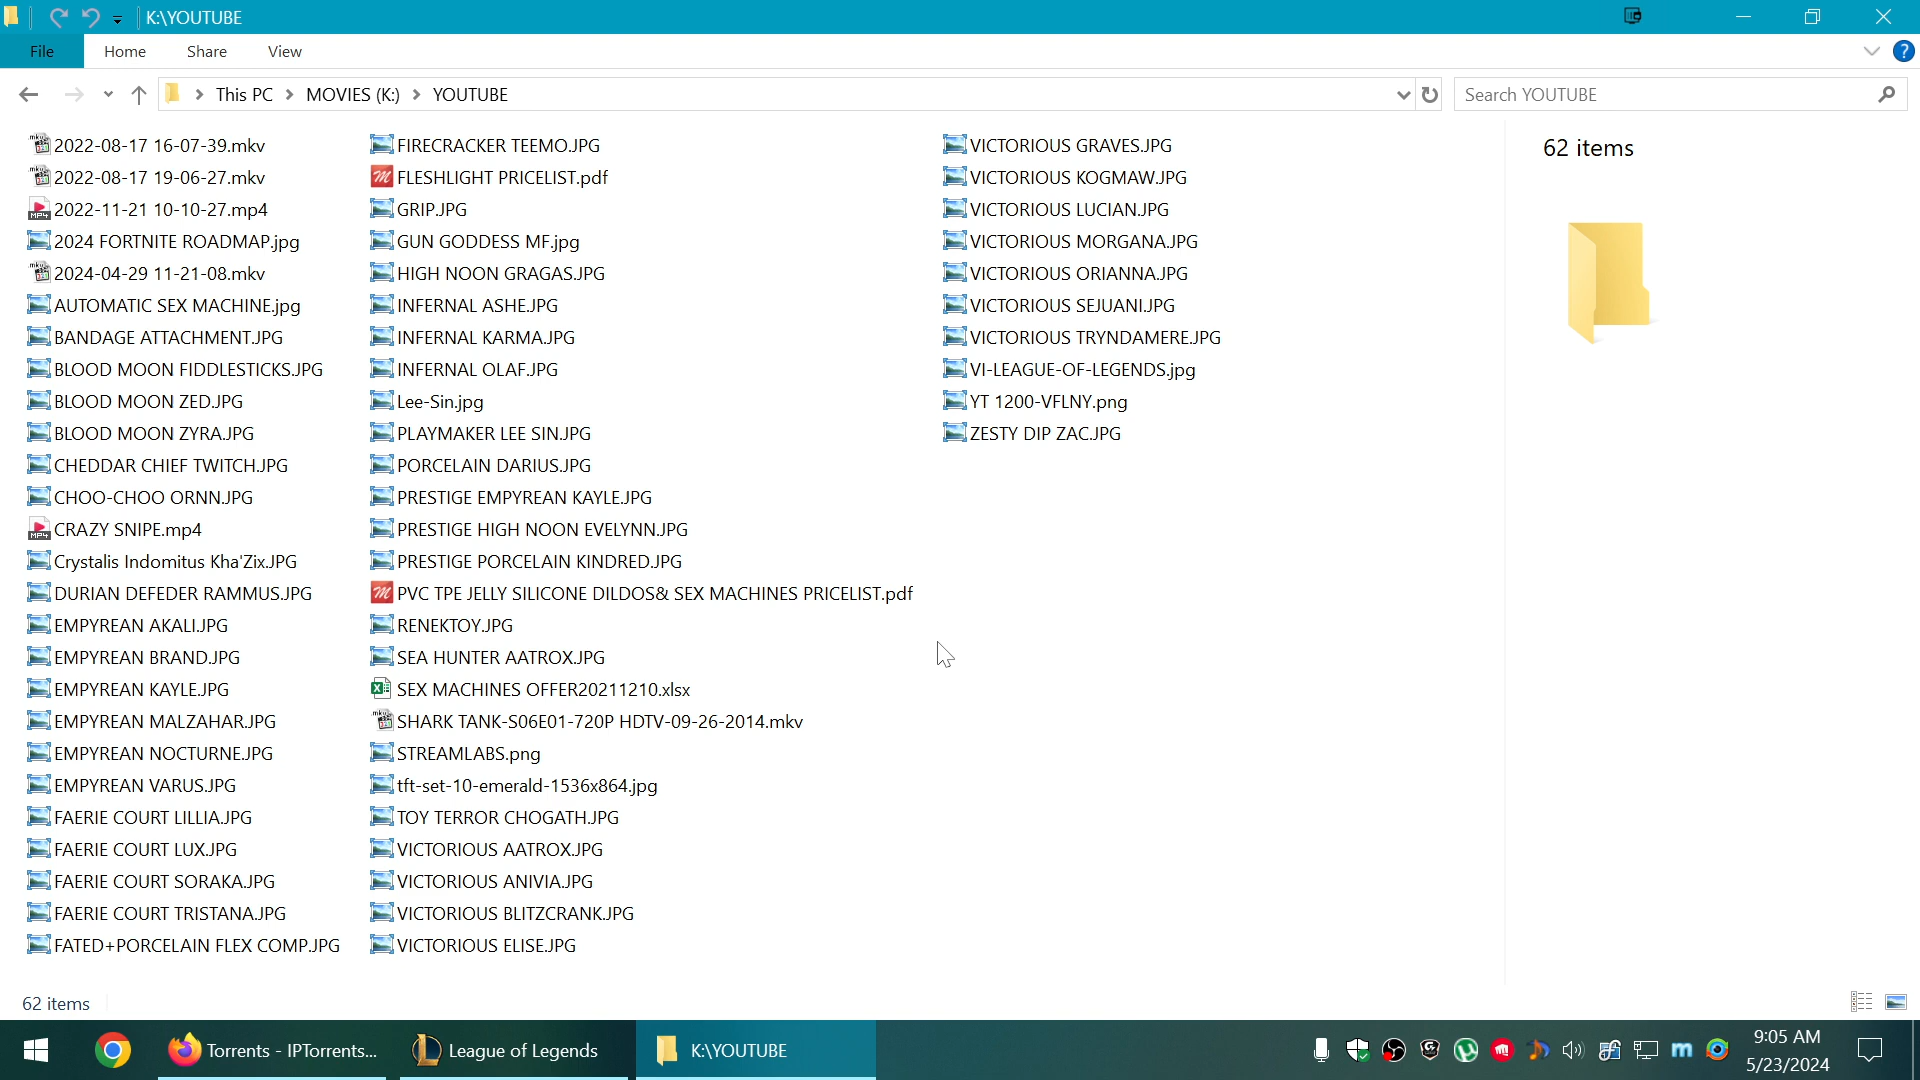 K:\YOUTUBE
File Home Share View
This PC > MOVIES (K:) > YOUTUBE
Search YOUTUBE
2022-08-17 16-07-39.mkv
2022-08-17 19-06-27.mkv
2022-11-21 10-10-27.mp4
2024 FORTNITE ROADMAP.jpg
2024-04-29 11-21-08.mkv
AUTOMATIC SEX MACHINE.jpg
BANDAGE ATTACHMENT.JPG
BLOOD MOON FIDDLESTICKS.JPG
BLOOD MOON ZED.JPG
BLOOD MOON ZYRA.JPG
CHEDDAR CHIEF TWITCH.JPG
CHOO-CHOO ORNN.JPG
CRAZY SNIPE.mp4
Crystalis Indomitus Kha'Zix.JPG
DURIAN DEFEDER RAMMUS.JPG
EMPYREAN AKALI.JPG
EMPYREAN BRAND.JPG
EMPYREAN KAYLE.JPG
EMPYREAN MALZAHAR.JPG
EMPYREAN NOCTURNE.JPG
EMPYREAN VARUS.JPG
FAERIE COURT LILLIA.JPG
FAERIE COURT LUX.JPG
FAERIE COURT SORAKA.JPG
FAERIE COURT TRISTANA.JPG
FATED+PORCELAIN FLEX COMP.JPG
FIRECRACKER TEEMO.JPG
FLESHLIGHT PRICELIST.pdf
GRIP.JPG
GUN GODDESS MF.jpg
HIGH NOON GRAGAS.JPG
INFERNAL ASHE.JPG
INFERNAL KARMA.JPG
INFERNAL OLAF.JPG
Lee-Sin.jpg
PLAYMAKER LEE SIN.JPG
PORCELAIN DARIUS.JPG
PRESTIGE EMPYREAN KAYLE.JPG
PRESTIGE HIGH NOON EVELYNN.JPG
PRESTIGE PORCELAIN KINDRED.JPG
PVC TPE JELLY SILICONE DILDOS& SEX MACHINES PRICELIST.pdf
RENEKTOY.JPG
SEA HUNTER AATROX.JPG
SEX MACHINES OFFER20211210.xlsx
SHARK TANK-S06E01-720P HDTV-09-26-2014.mkv
STREAMLABS.png
tft-set-10-emerald-1536x864.jpg
TOY TERROR CHOGATH.JPG
VICTORIOUS AATROX.JPG
VICTORIOUS ANIVIA.JPG
VICTORIOUS BLITZCRANK.JPG
VICTORIOUS ELISE.JPG
VICTORIOUS GRAVES.JPG
VICTORIOUS KOGMAW.JPG
VICTORIOUS LUCIAN.JPG
VICTORIOUS MORGANA.JPG
VICTORIOUS ORIANNA.JPG
VICTORIOUS SEJUANI.JPG
VICTORIOUS TRYNDAMERE.JPG
VI-LEAGUE-OF-LEGENDS.jpg
YT 1200-VFLNY.png
ZESTY DIP ZAC.JPG
62 items
62 items
Torrents - IPTorrents...
League of Legends
K:\YOUTUBE
9:05 AM
5/23/2024